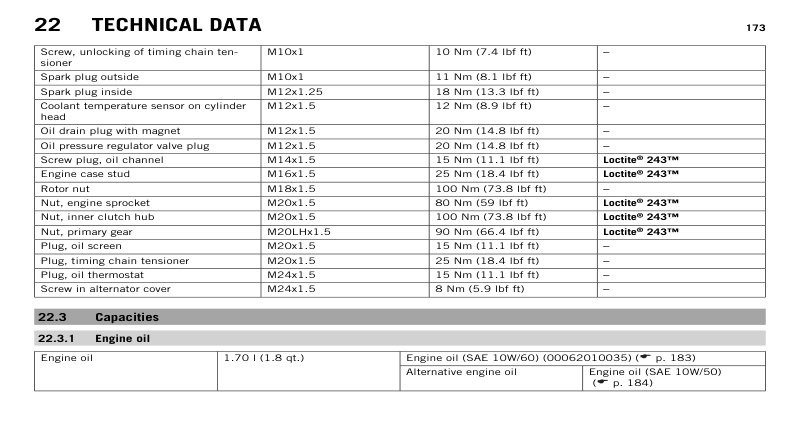 22 TECHNICAL DATA 173
Screw, unlocking of timing chain ten- M10x1 10 Nm (7.4 lbf ft) –
sioner
Spark plug outside M10x1 11 Nm (8.1 lbf ft) –
Spark plug inside M12x1.25 18 Nm (13.3 lbf ft) –
Coolant temperature sensor on cylinder M12x1.5 12 Nm (8.9 lbf ft) –
head
Oil drain plug with magnet M12x1.5 20 Nm (14.8 lbf ft) –
Oil pressure regulator valve plug M12x1.5 20 Nm (14.8 lbf ft) –
Screw plug, oil channel M14x1.5 15 Nm (11.1 lbf ft) Loctite® 243™
Engine case stud M16x1.5 25 Nm (18.4 lbf ft) Loctite® 243™
Rotor nut M18x1.5 100 Nm (73.8 lbf ft) –
Nut, engine sprocket M20x1.5 80 Nm (59 lbf ft) Loctite® 243™
Nut, inner clutch hub M20x1.5 100 Nm (73.8 lbf ft) Loctite® 243™
Nut, primary gear M20LHx1.5 90 Nm (66.4 lbf ft) Loctite® 243™
Plug, oil screen M20x1.5 15 Nm (11.1 lbf ft) –
Plug, timing chain tensioner M20x1.5 25 Nm (18.4 lbf ft) –
Plug, oil thermostat M24x1.5 15 Nm (11.1 lbf ft) –
Screw in alternator cover M24x1.5 8 Nm (5.9 lbf ft) –
22.3 Capacities
22.3.1 Engine oil
Engine oil 1.70 l (1.8 qt.) Engine oil (SAE 10W/60) (00062010035) (☛ p. 183)
Alternative engine oil Engine oil (SAE 10W/50)
(☛ p. 184)